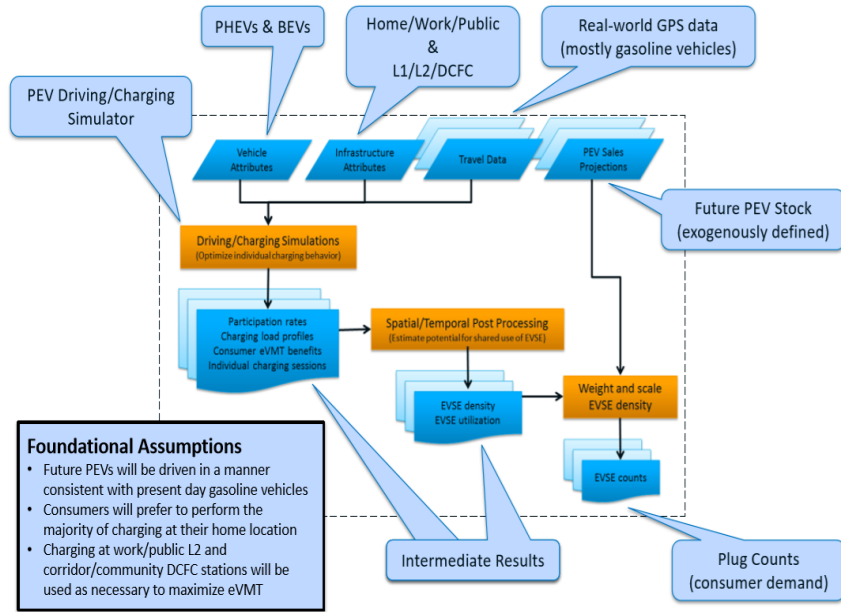 PHEVs & BEVs
Home/Work/Public
&
L1/L2/DCFC
Real-world GPS data
(mostly gasoline vehicles)
PEV Driving/Charging
Simulator
Vehicle
Attributes
Infrastructure
Attributes
Travel Data
PEV Sales
Projections
Future PEV Stock
(exogenously defined)
Driving/Charging Simulations
(Optimize individual charging behavior)
Participation rates
Charging load profiles
Consumer eVMT benefits
Individual charging sessions
Spatial/Temporal Post Processing
(Estimate potential for shared use of EVSE)
EVSE density
EVSE utilization
Weight and scale
EVSE density
EVSE counts
Foundational Assumptions
• Future PEVs will be driven in a manner
consistent with present day gasoline vehicles
• Consumers will prefer to perform the
majority of charging at their home location
• Charging at work/public L2 and
corridor/community DCFC stations will be
used as necessary to maximize eVMT
Intermediate Results
Plug Counts
(consumer demand)